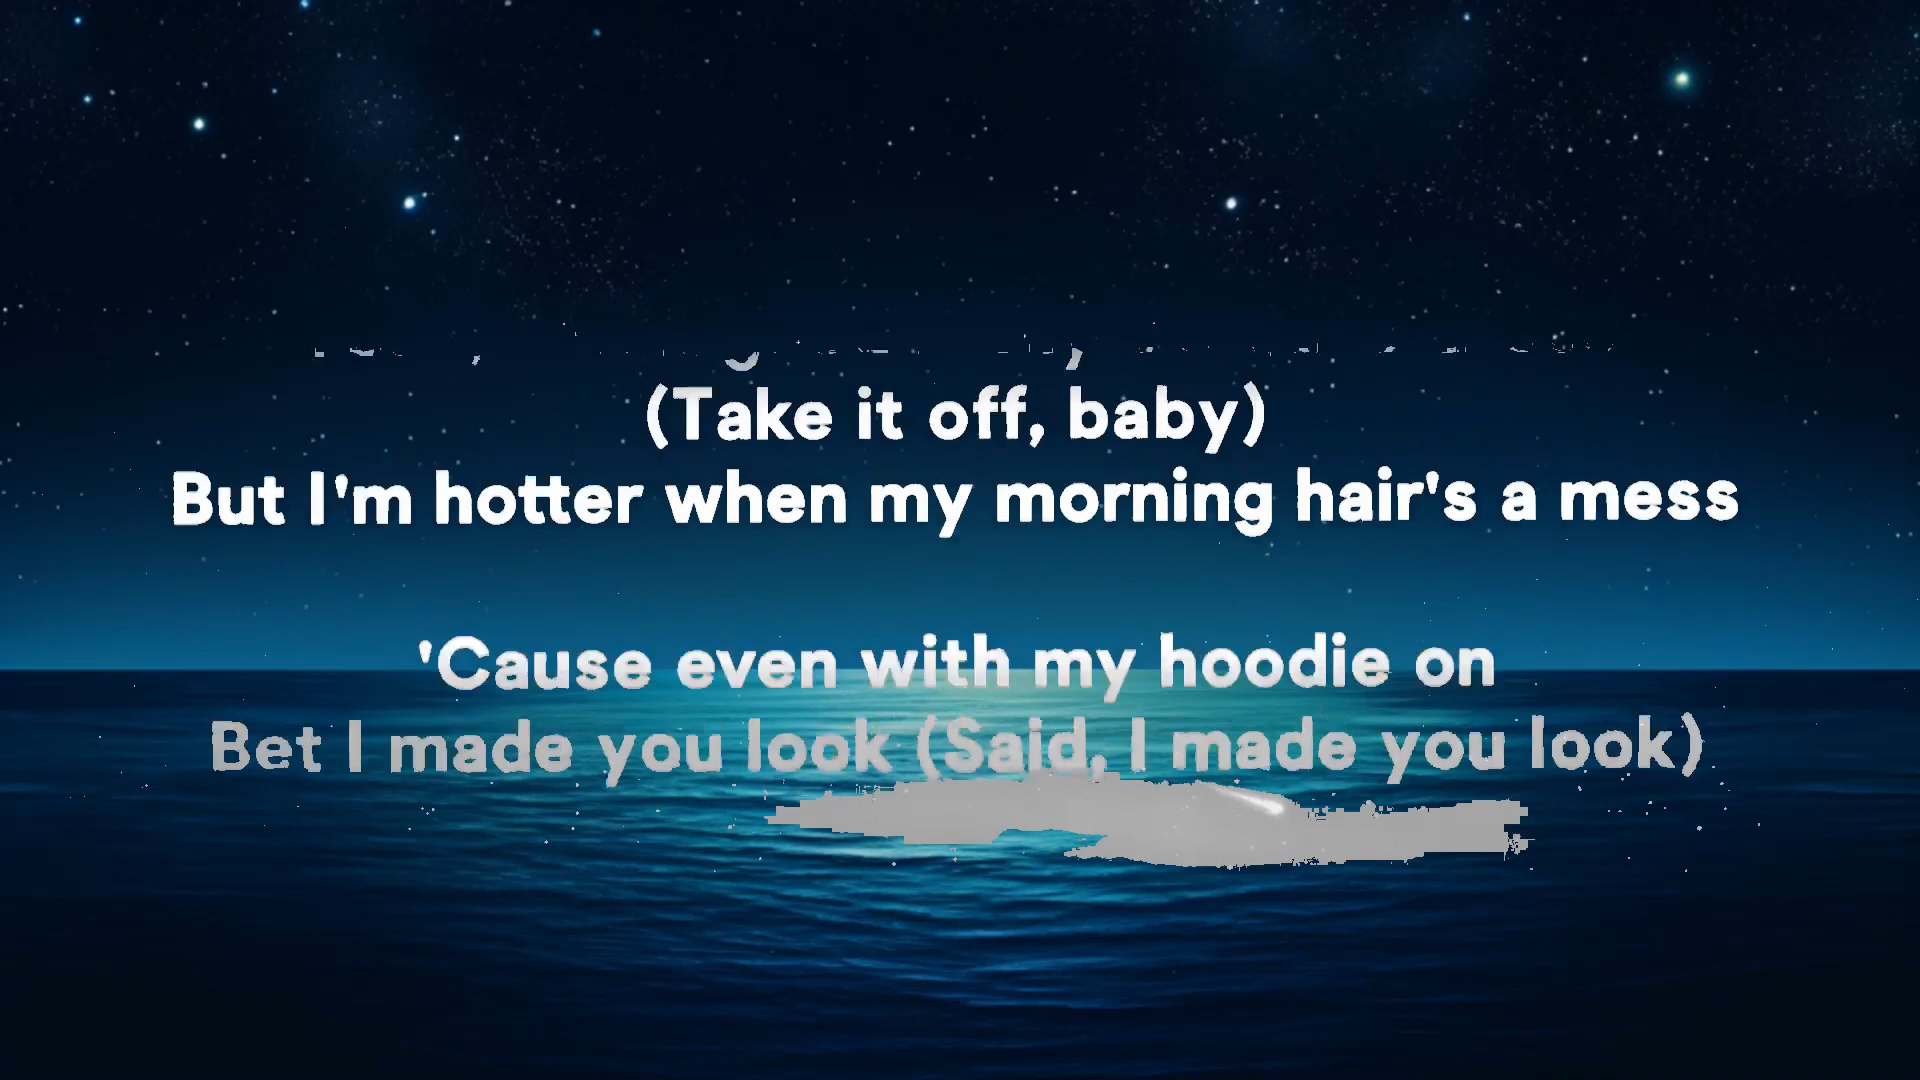 (Take it off, baby)
But I'm hotter when my morning hair's a mess
'Cause even with my hoodie on
Bet I made you look (Said, I made you look)